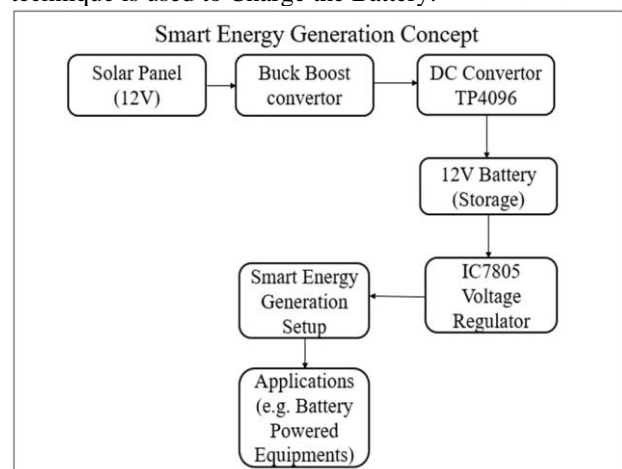 technique is used to Charge the Battery.
Smart Energy Generation Concept
Solar Panel
(12V)
Buck Boost
convertor
DC Convertor
TP4096
12V Battery
(Storage)
IC7805
Voltage
Regulator
Smart Energy
Generation
Setup
Applications
(e.g. Battery
Powered
Equipments)